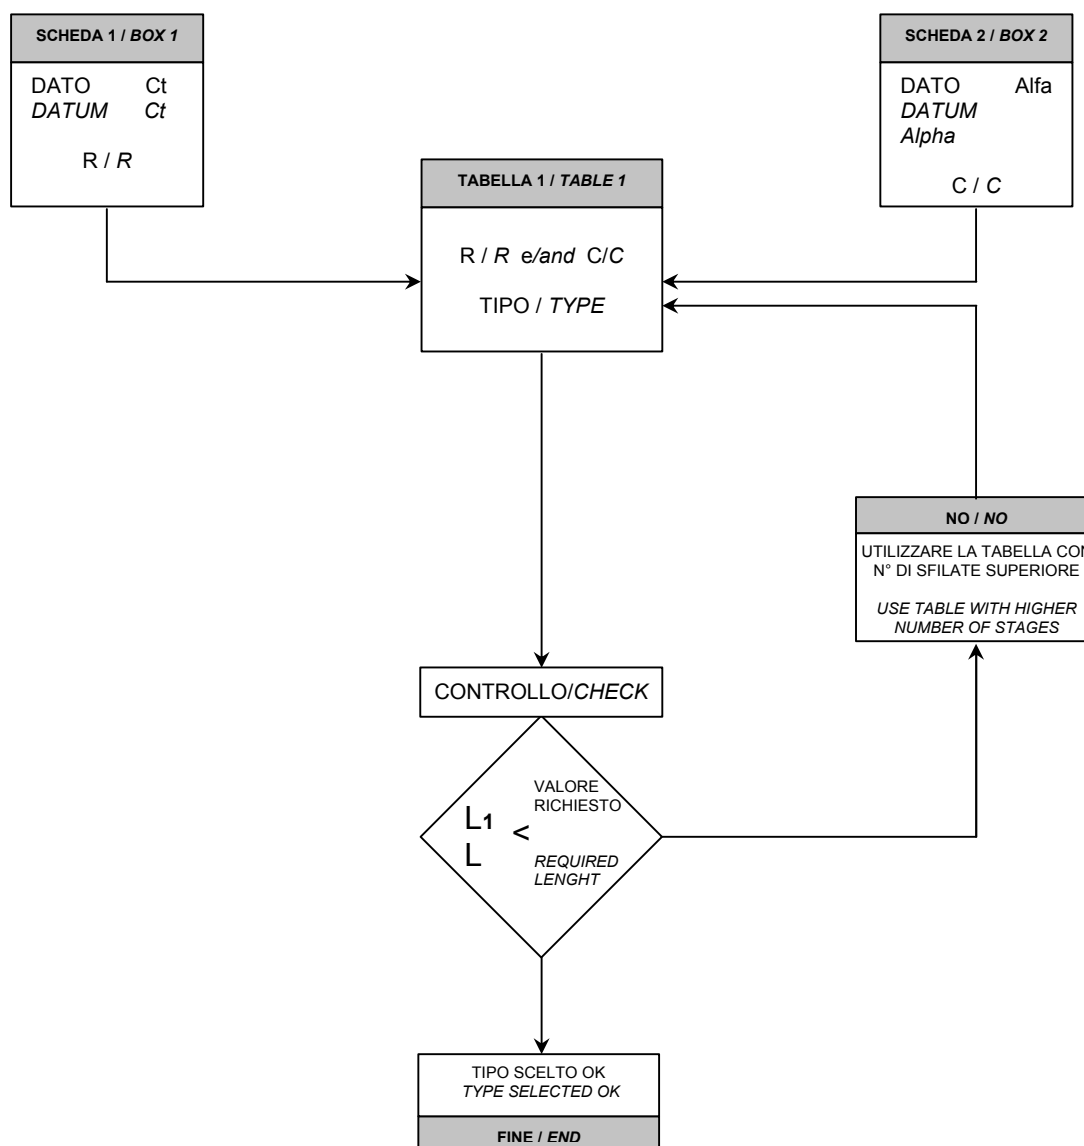 SCHEDA 1 / BOX 1
DATO Ct
DATUM Ct
R / R
SCHEDA 2 / BOX 2
DATO Alfa
DATUM
Alpha
C / C
TABELLA 1 / TABLE 1
R / R e/and C/C
TIPO / TYPE
NO / NO
UTILIZZARE LA TABELLA CON
N° DI SFILATE SUPERIORE
USE TABLE WITH HIGHER
NUMBER OF STAGES
CONTROLLO/CHECK
L1
L
<
VALORE
RICHIESTO
REQUIRED
LENGHT
TIPO SCELTO OK
TYPE SELECTED OK
FINE / END